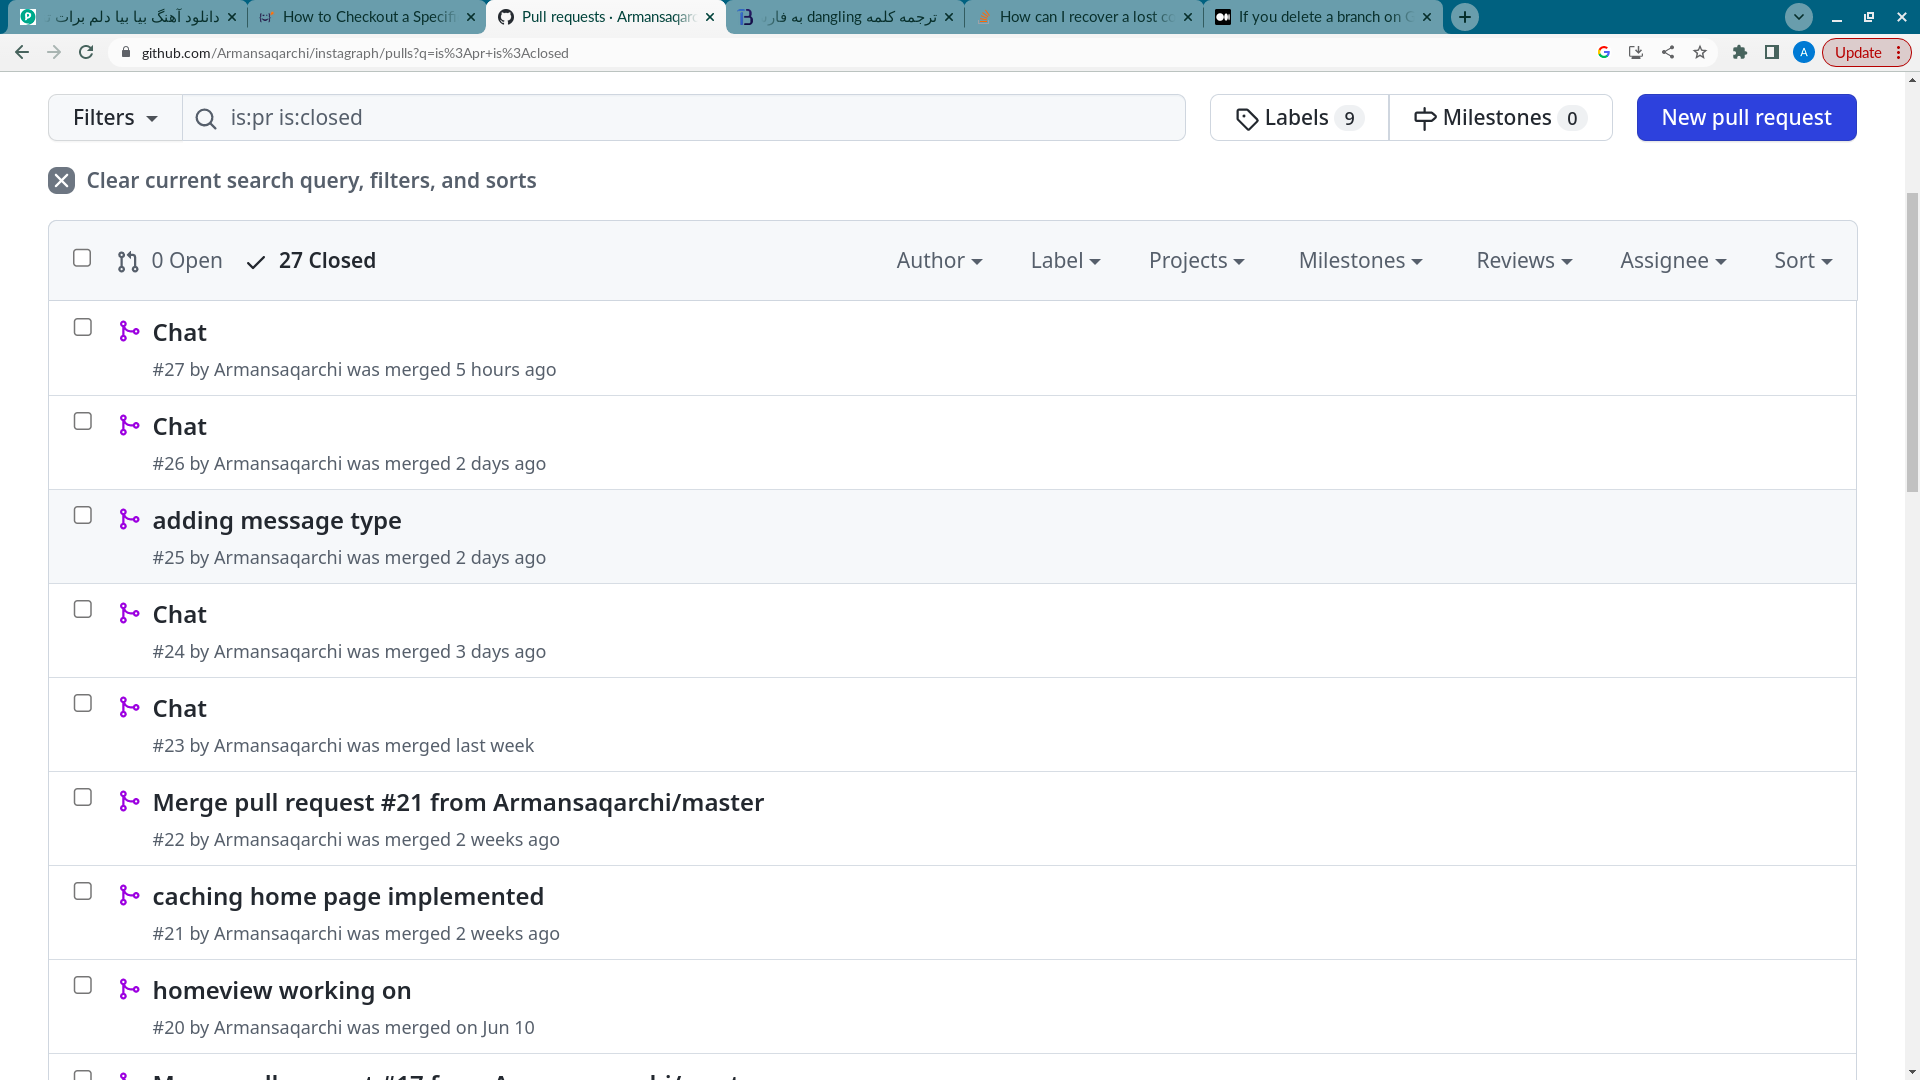 دانلود آهنگ بیا بیا دلم برات
How to Checkout a Specifi
Pull requests · Armansaqar
ترجمه کلمه dangling به فار
How can I recover a lost co
If you delete a branch on
github.com/Armansaqarchi/instagraph/pulls?q=is%3Apr+is%3Aclosed
A
Update
Filters
is:pr is:closed
Labels 9
Milestones 0
New pull request
Clear current search query, filters, and sorts
0 Open
27 Closed
Author
Label
Projects
Milestones
Reviews
Assignee
Sort
Chat
#27 by Armansaqarchi was merged 5 hours ago
Chat
#26 by Armansaqarchi was merged 2 days ago
adding message type
#25 by Armansaqarchi was merged 2 days ago
Chat
#24 by Armansaqarchi was merged 3 days ago
Chat
#23 by Armansaqarchi was merged last week
Merge pull request #21 from Armansaqarchi/master
#22 by Armansaqarchi was merged 2 weeks ago
caching home page implemented
#21 by Armansaqarchi was merged 2 weeks ago
homeview working on
#20 by Armansaqarchi was merged on Jun 10